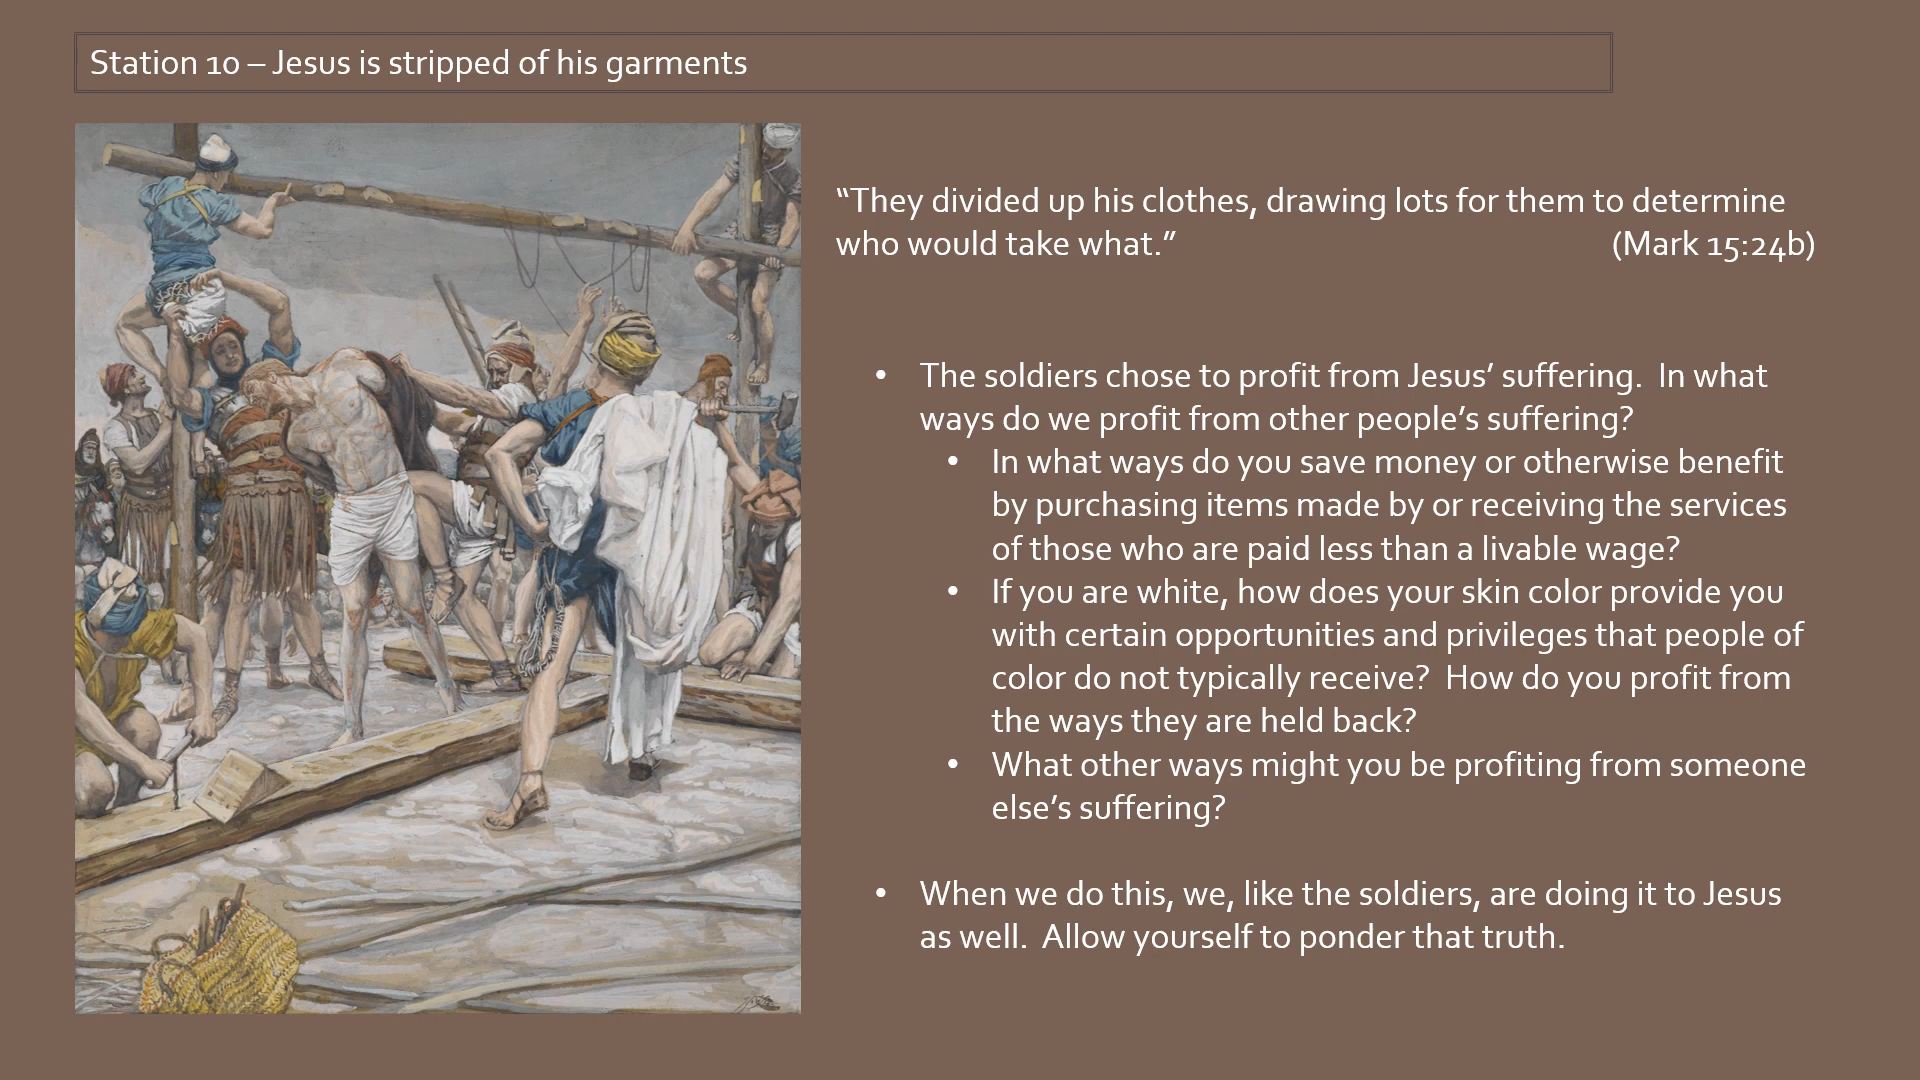 Station 10 – Jesus is stripped of his garments
“They divided up his clothes, drawing lots for them to determine
who would take what.” (Mark 15:24b)
• The soldiers chose to profit from Jesus’ suffering.  In what
ways do we profit from other people’s suffering?
• In what ways do you save money or otherwise benefit
by purchasing items made by or receiving the services
of those who are paid less than a livable wage?
• If you are white, how does your skin color provide you
with certain opportunities and privileges that people of
color do not typically receive?  How do you profit from
the ways they are held back?
• What other ways might you be profiting from someone
else’s suffering?
• When we do this, we, like the soldiers, are doing it to Jesus
as well.  Allow yourself to ponder that truth.